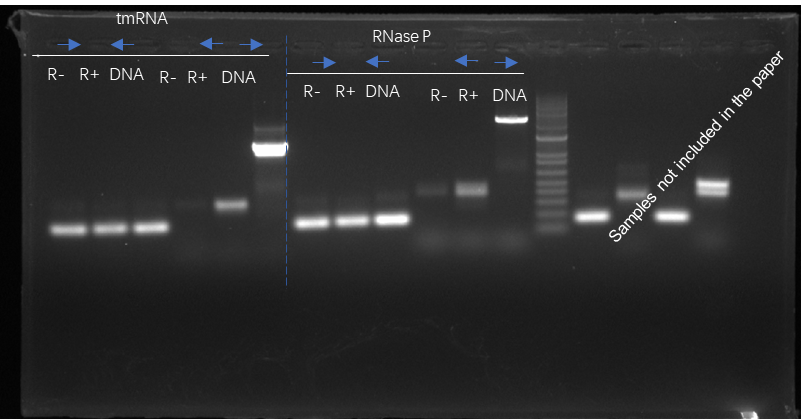 tmRNA
R- R+ DNA R- R+ DNA
RNase P
R- R+ DNA R- R+ DNA
Samples not included in the paper